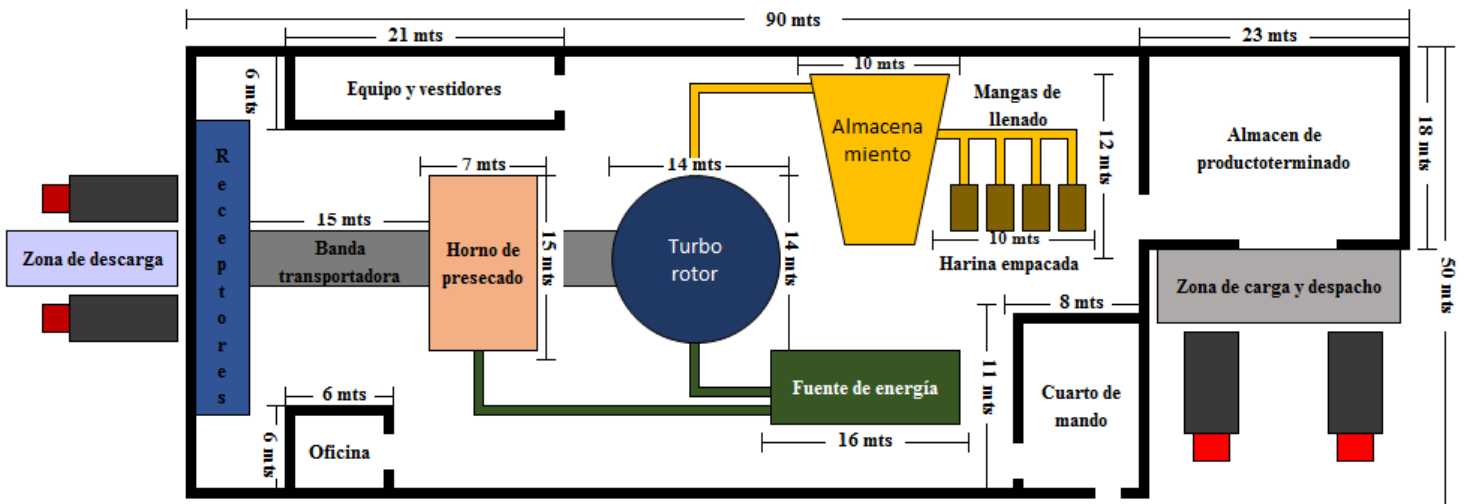 90 mts
21 mts
23 mts
6 mts
Equipo y vestidores
10 mts
Mangas de
llenado
Almacena
miento
12 mts
Almacen de
productoterminado
18 mts
Receptores
7 mts
14 mts
15 mts
Banda
transportadora
Horno de
presecado
15 mts
Turbo
rotor
14 mts
10 mts
Harina empacada
Zona de descarga
Zona de carga y despacho
50 mts
8 mts
11 mts
Fuente de energía
Cuarto de
mando
16 mts
6 mts
6 mts
Oficina